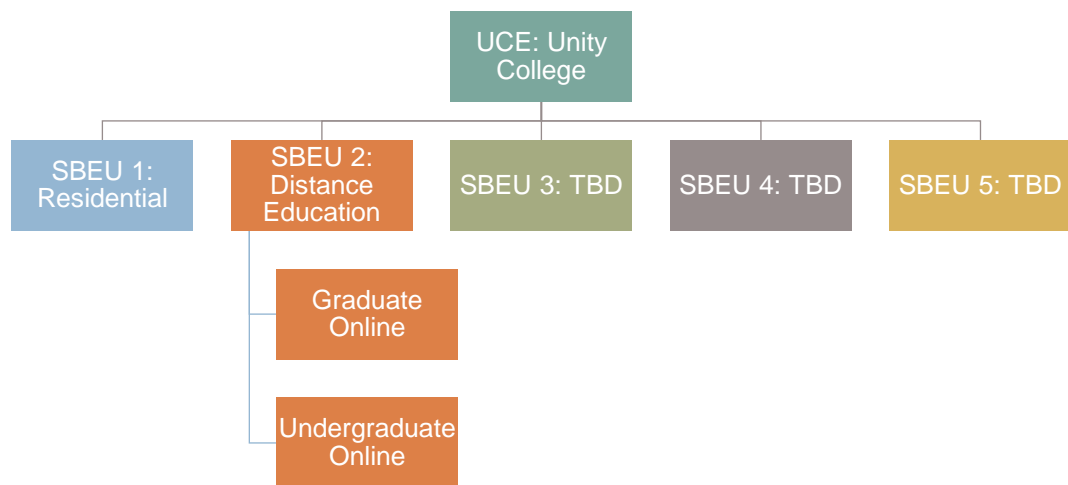 UCE: Unity
College
SBEU 1:
Residential
SBEU 2:
Distance
Education
SBEU 3: TBD
SBEU 4: TBD
SBEU 5: TBD
Graduate
Online
Undergraduate
Online